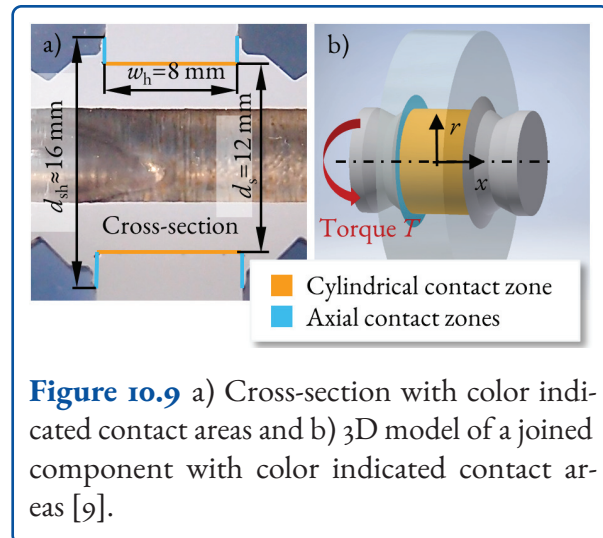 a)
wh=8 mm
dsh≈16 mm
ds=12 mm
Cross-section
b)
r
x
Torque T
Cylindrical contact zone
Axial contact zones
Figure 10.9 a) Cross-section with color indi-
cated contact areas and b) 3D model of a joined
component with color indicated contact ar-
eas [9].